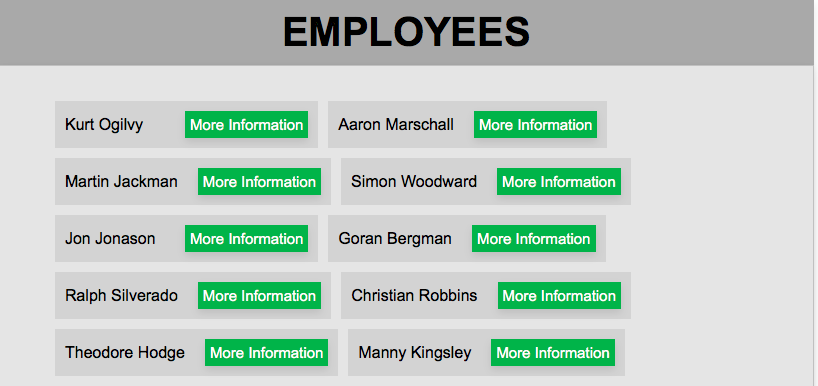 EMPLOYEES
Kurt Ogilvy More Information Aaron Marschall More Information
Martin Jackman More Information Simon Woodward More Information
Jon Jonason More Information Goran Bergman More Information
Ralph Silverado More Information Christian Robbins More Information
Theodore Hodge More Information Manny Kingsley More Information